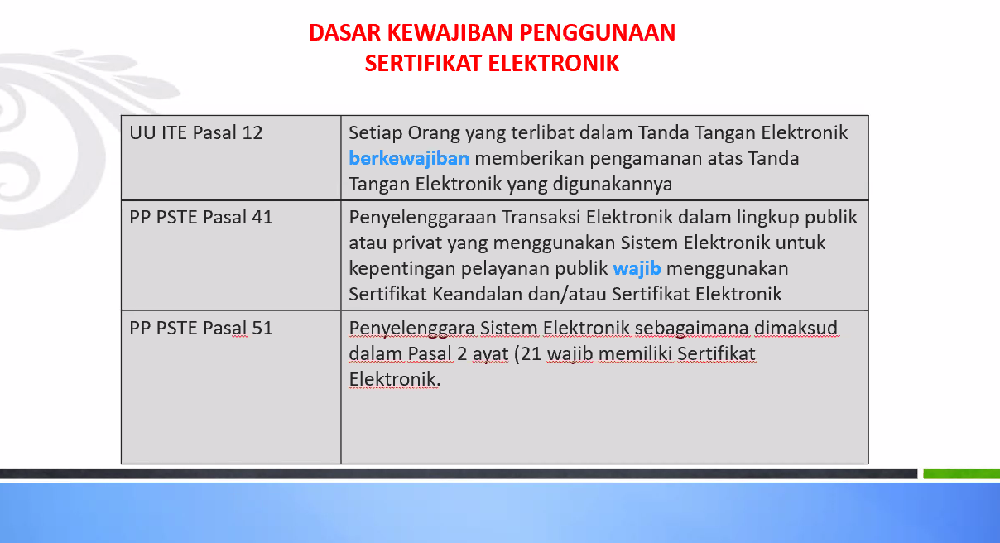 DASAR KEWAJIBAN PENGGUNAAN
SERTIFIKAT ELEKTRONIK
UU ITE Pasal 12
Setiap Orang yang terlibat dalam Tanda Tangan Elektronik
berkewajiban memberikan pengamanan atas Tanda
Tangan Elektronik yang digunakannya
PP PSTE Pasal 41
Penyelenggaraan Transaksi Elektronik dalam lingkup publik
atau privat yang menggunakan Sistem Elektronik untuk
kepentingan pelayanan publik wajib menggunakan
Sertifikat Keandalan dan/atau Sertifikat Elektronik
PP PSTE Pasal 51
Penyelenggara Sistem Elektronik sebagaimana dimaksud
dalam Pasal 2 ayat (21 wajib memiliki Sertifikat
Elektronik.